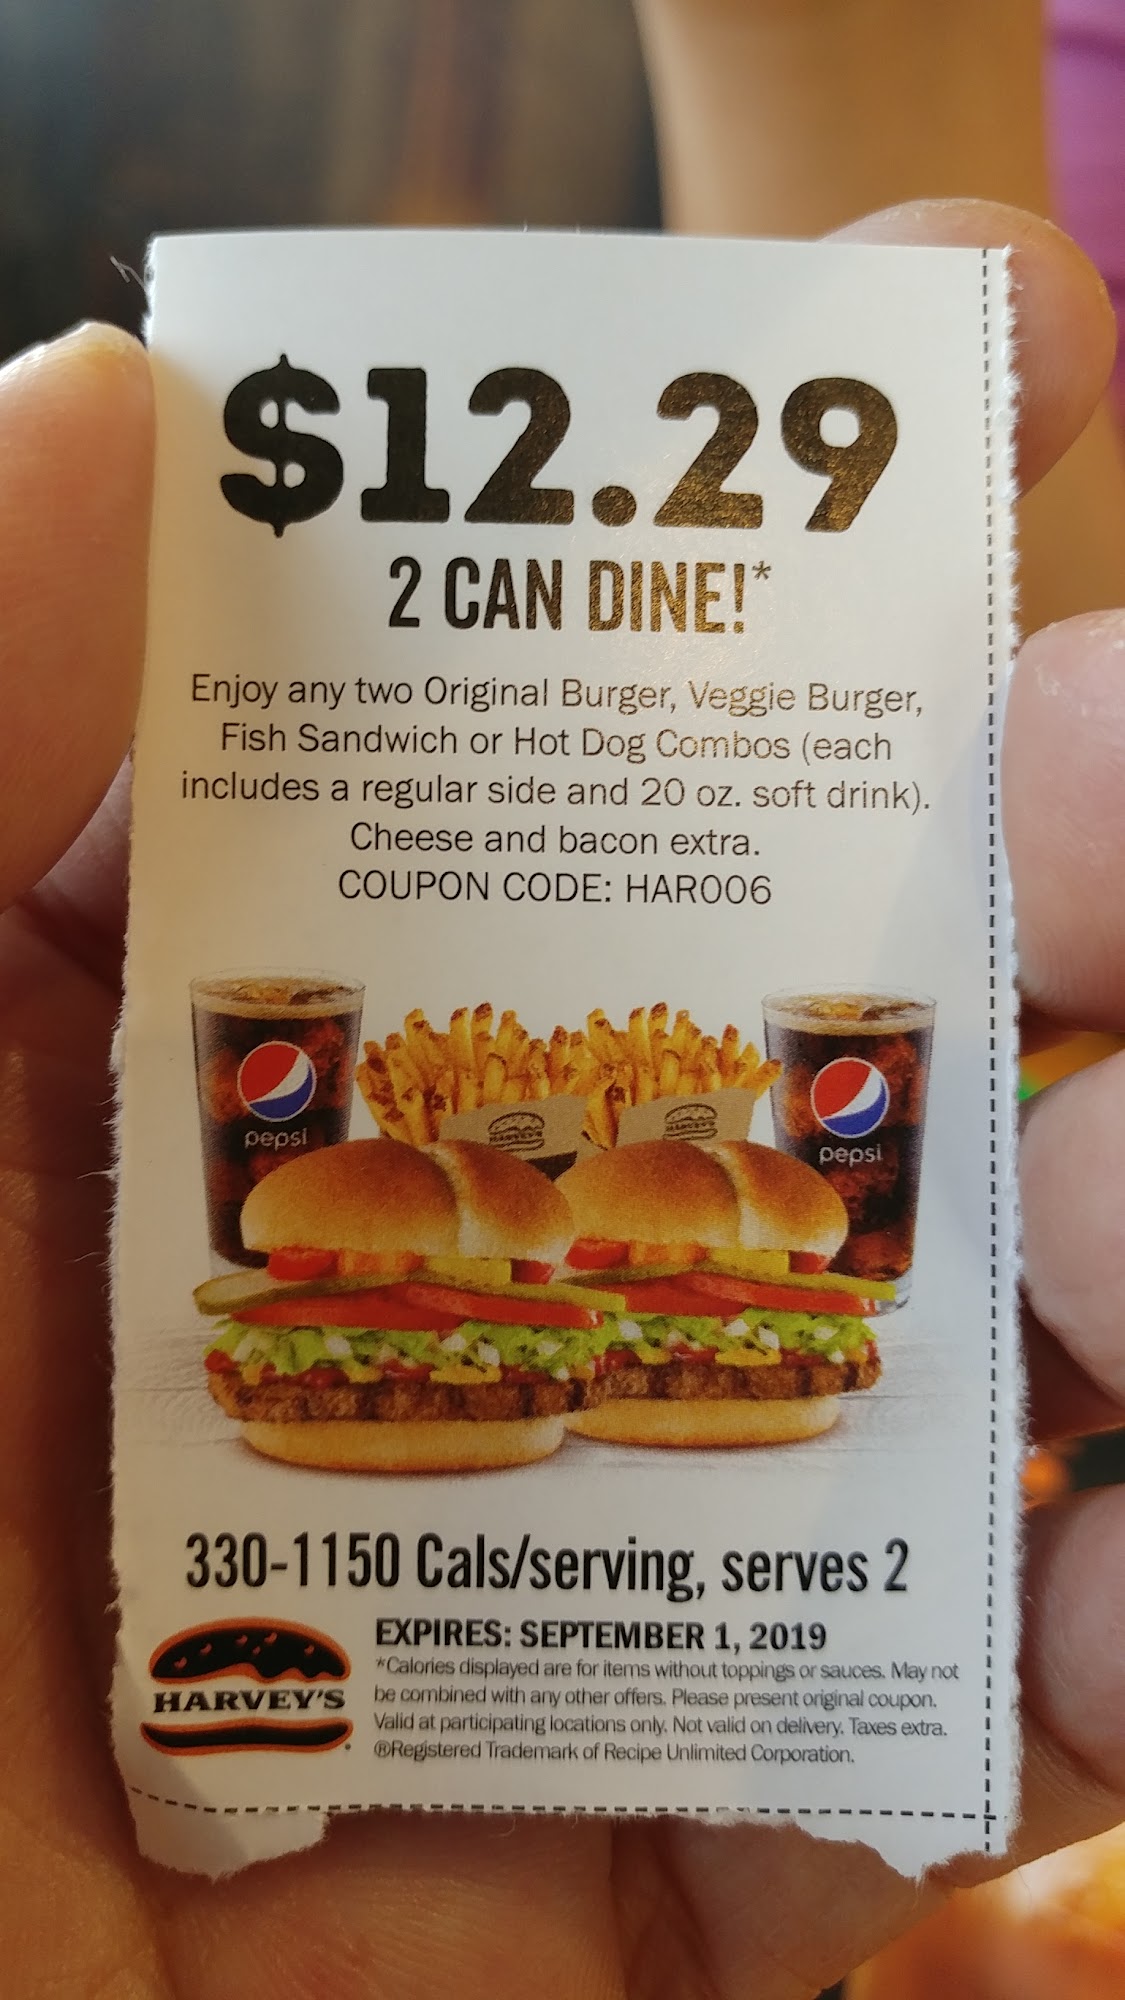 $12.29
2 CAN DINE!*
Enjoy any two Original Burger, Veggie Burger,
Fish Sandwich or Hot Dog Combos (each
includes a regular side and 20 oz. soft drink).
Cheese and bacon extra.
COUPON CODE: HAR006
pepsi
HARVEY'S
HARVEY'S
pepsi
330-1150 Cals/serving, serves 2
HARVEY'S
EXPIRES: SEPTEMBER 1, 2019
*Calories displayed are for items without toppings or sauces. May not
be combined with any other offers. Please present original coupon.
Valid at participating locations only. Not valid on delivery. Taxes extra.
®Registered Trademark of Recipe Unlimited Corporation.